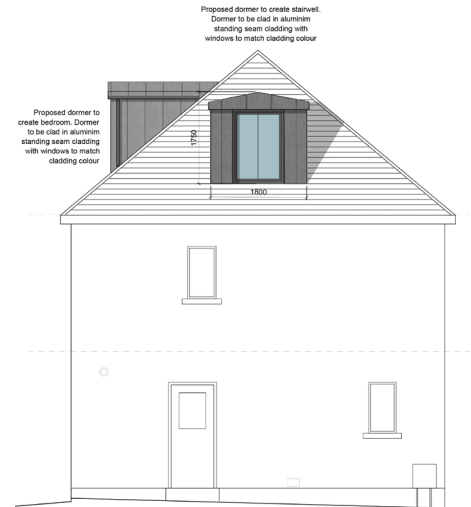 Proposed dormer to create stairwell.
Dormer to be clad in aluminim
standing seam cladding with
windows to match cladding colour
Proposed dormer to
create bedroom. Dormer
to be clad in aluminim
standing seam cladding
with windows to match
cladding colour
1750
1800